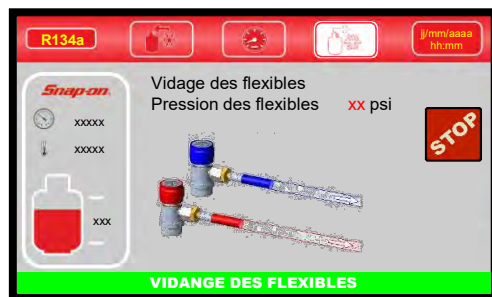 R134a
jj/mm/aaaa
hh:mm
Snap-on
xxxxx
xxxxx
xxx
Vidage des flexibles
Pression des flexibles xx psi
STOP
VIDANGE DES FLEXIBLES